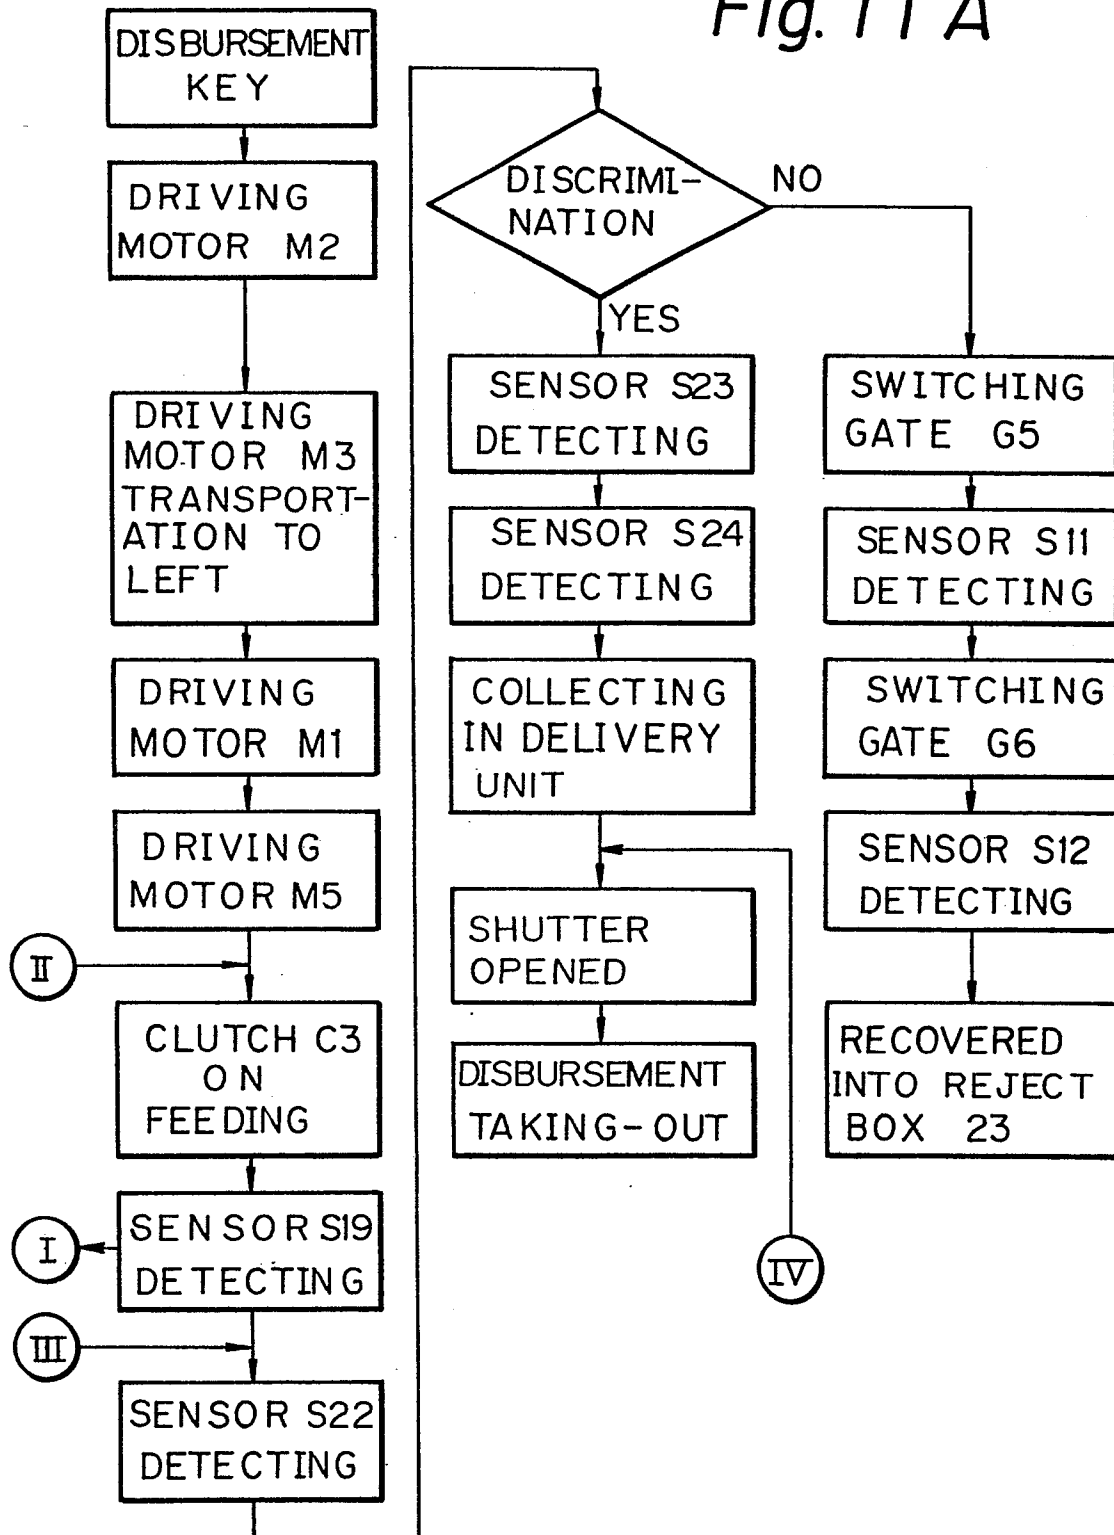 Fig. 11 A
DISBURSEMENT
KEY
DRIVING
MOTOR M2
DRIVING
MOTOR M3
TRANSPORT-
ATION TO
LEFT
DRIVING
MOTOR M1
DRIVING
MOTOR M5
II
CLUTCH C3
ON
FEEDING
SENSOR S19
DETECTING
I
III
SENSOR S22
DETECTING
DISCRIMI-
NATION
NO
YES
SENSOR S23
DETECTING
SENSOR S24
DETECTING
COLLECTING
IN DELIVERY
UNIT
SHUTTER
OPENED
DISBURSEMENT
TAKING-OUT
IV
SWITCHING
GATE G5
SENSOR S11
DETECTING
SWITCHING
GATE G6
SENSOR S12
DETECTING
RECOVERED
INTO REJECT
BOX 23